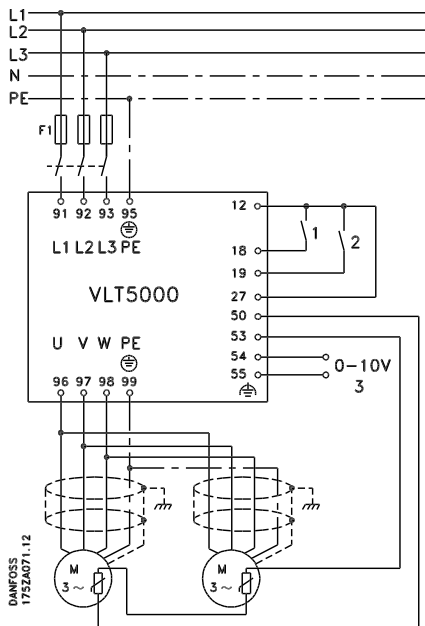 L1
L2
L3
N
PE
F1
91 92 93 95 12
L1 L2 L3 PE 1
18 2
19
VLT5000 27
50
U V W PE 53
54 0-10V
96 97 98 99 55 3
M 3~
M 3~
DANFOSS
175ZA071.12